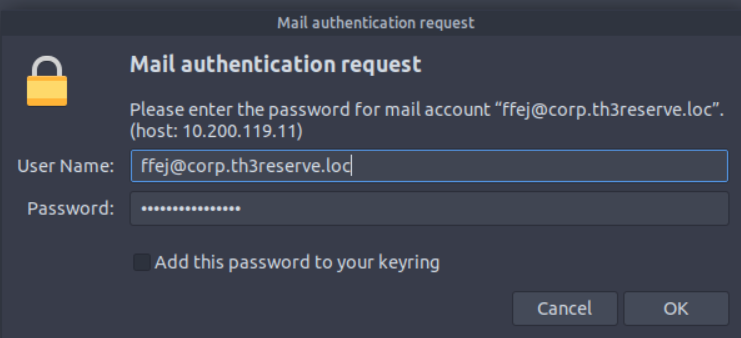 Mail authentication request
Mail authentication request
Please enter the password for mail account “ffej@corp.th3reserve.loc”.
(host: 10.200.119.11)
User Name: ffej@corp.th3reserve.loc
Password: ••••••••••••••••
Add this password to your keyring
Cancel OK